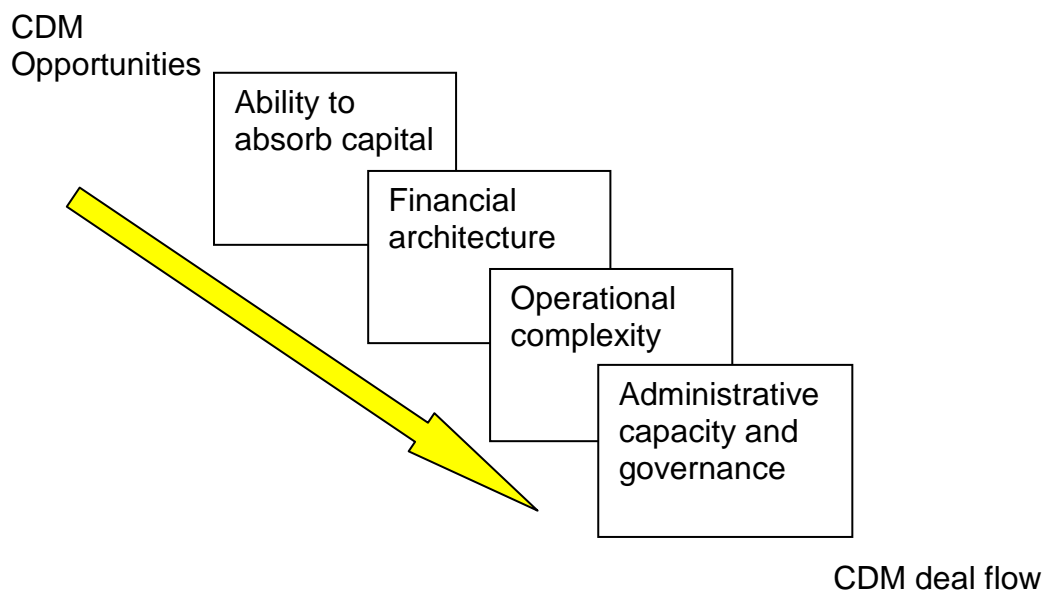 CDM
Opportunities
Ability to
absorb capital
Financial
architecture
Operational
complexity
Administrative
capacity and
governance
CDM deal flow